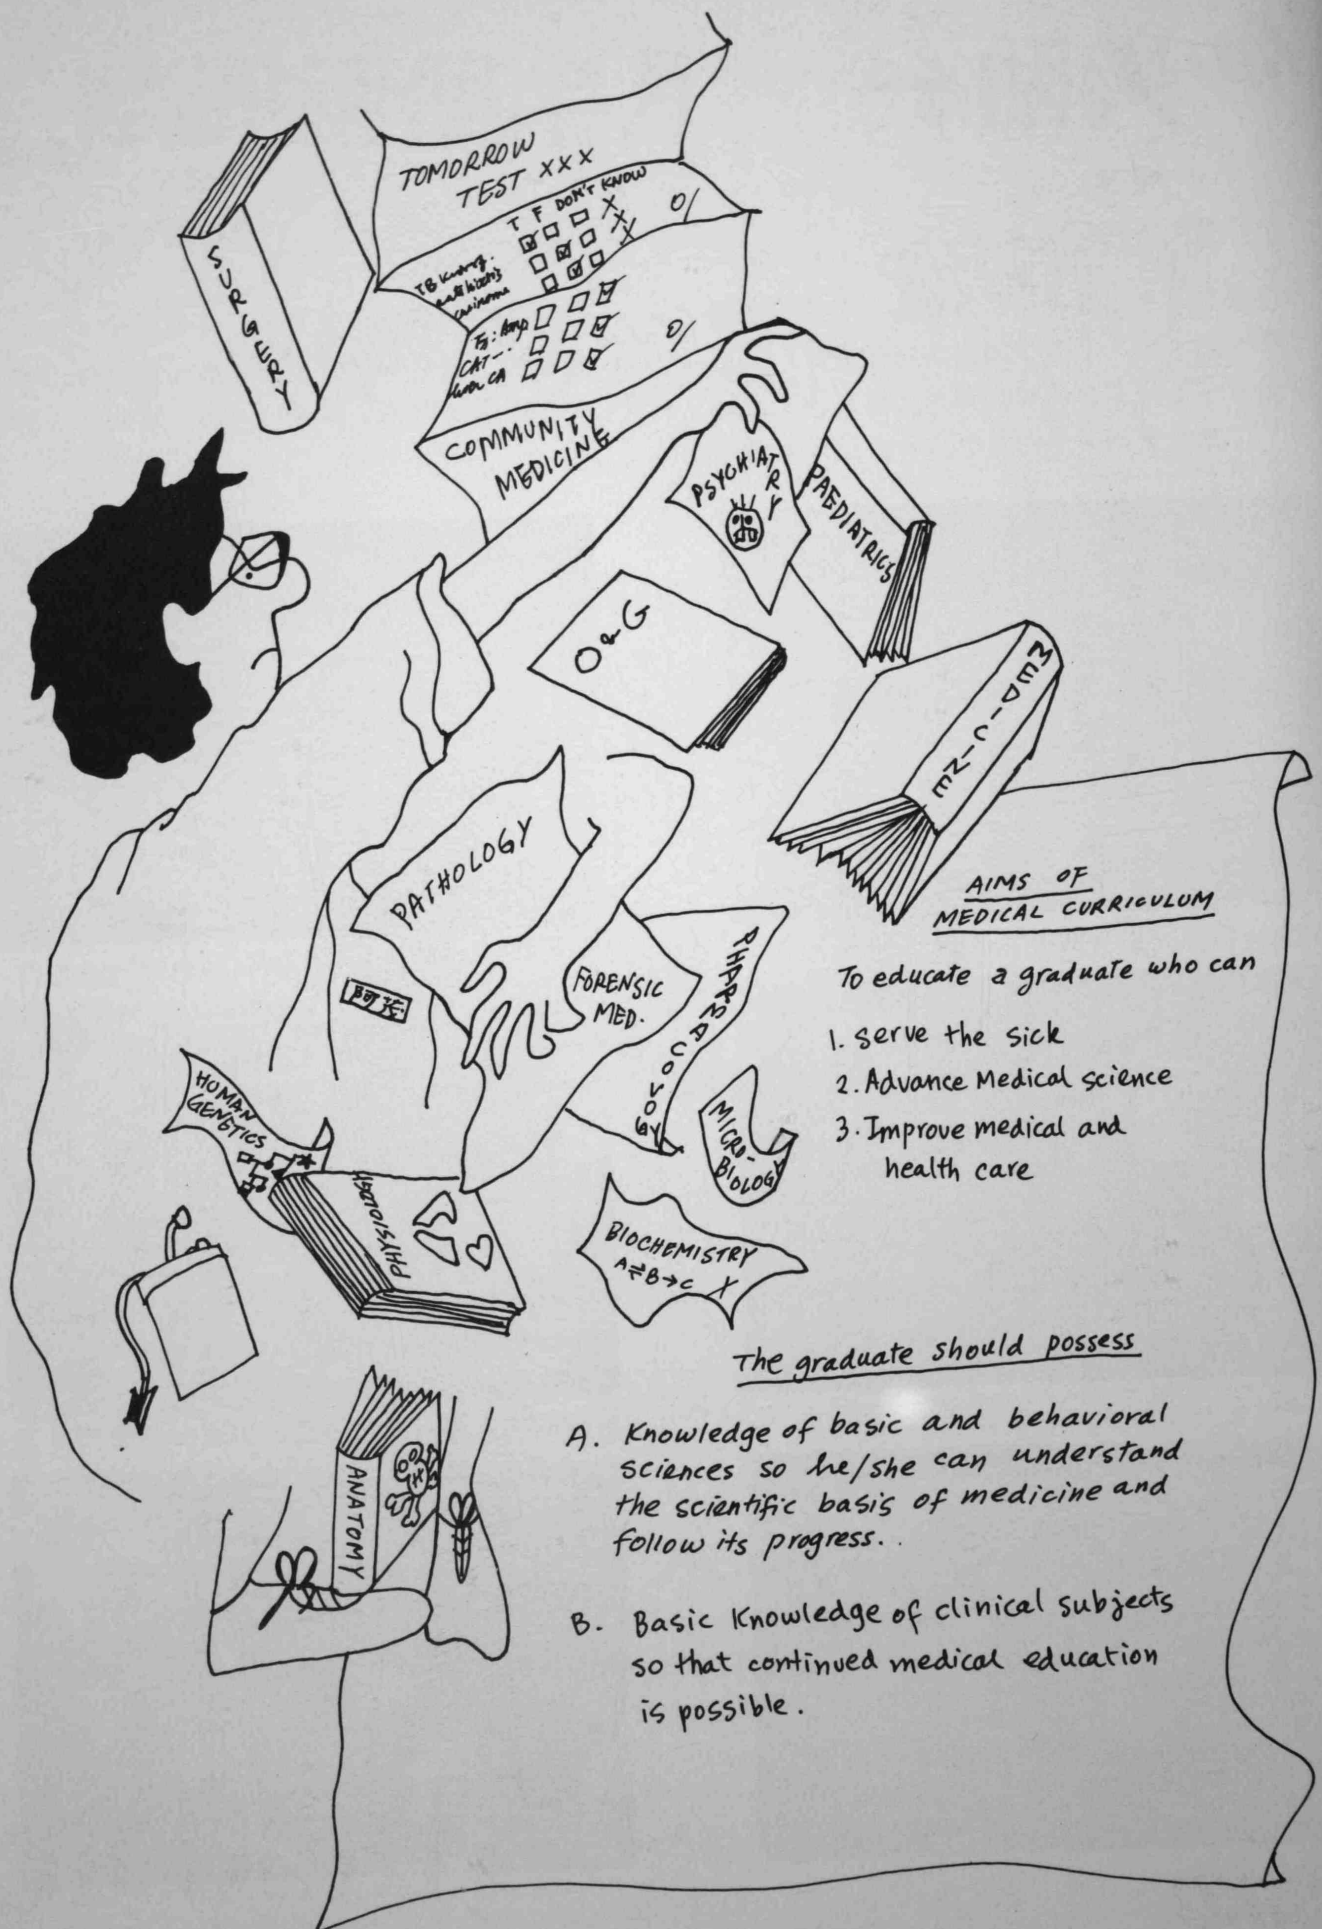 TOMORROW
TEST XXX
T F DON'T KNOW
X
X
X
0/
0/
CAT
COMMUNITY
MEDICINE
SURGERY
PSYCHIATRY
PAEDIATRICS
O & G
MEDICINE
PATHOLOGY
FORENSIC
MED.
PHARMACOLOGY
HUMAN
GENETICS
MICRO-
BIOLOGY
PHYSIOLOGY
BIOCHEMISTRY
A⇌B→C X
ANATOMY
AIMS OF
MEDICAL CURRICULUM
To educate a graduate who can
1. serve the sick
2. Advance Medical science
3. Improve medical and
health care
The graduate should possess
A. Knowledge of basic and behavioral
sciences so he/she can understand
the scientific basis of medicine and
follow its progress..
B. Basic Knowledge of clinical subjects
so that continued medical education
is possible.